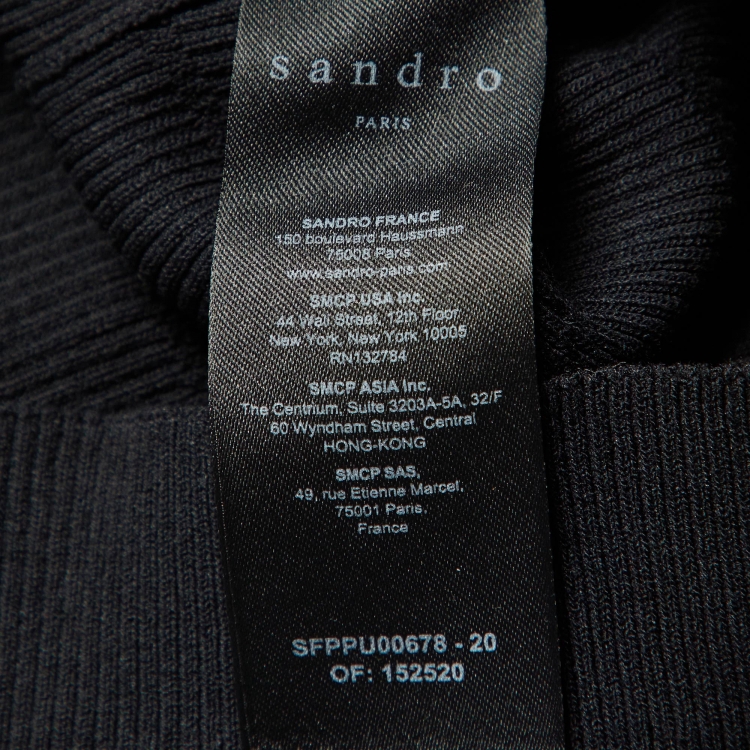 sandro
PARIS
SANDRO FRANCE
150 boulevard Haussmann
75008 Paris
www.sandro-paris.com
SMCP USA Inc.
44 Wall Street, 12th Floor
New York, New York 10005
RN132784
SMCP ASIA Inc,
The Centrium, Suite 3203A-5A, 32/F
60 Wyndham Street, Central
HONG-KONG
SMCP SAS,
49, rue Etienne Marcel,
75001 Paris,
France
SFPPU00678 - 20
OF: 152520